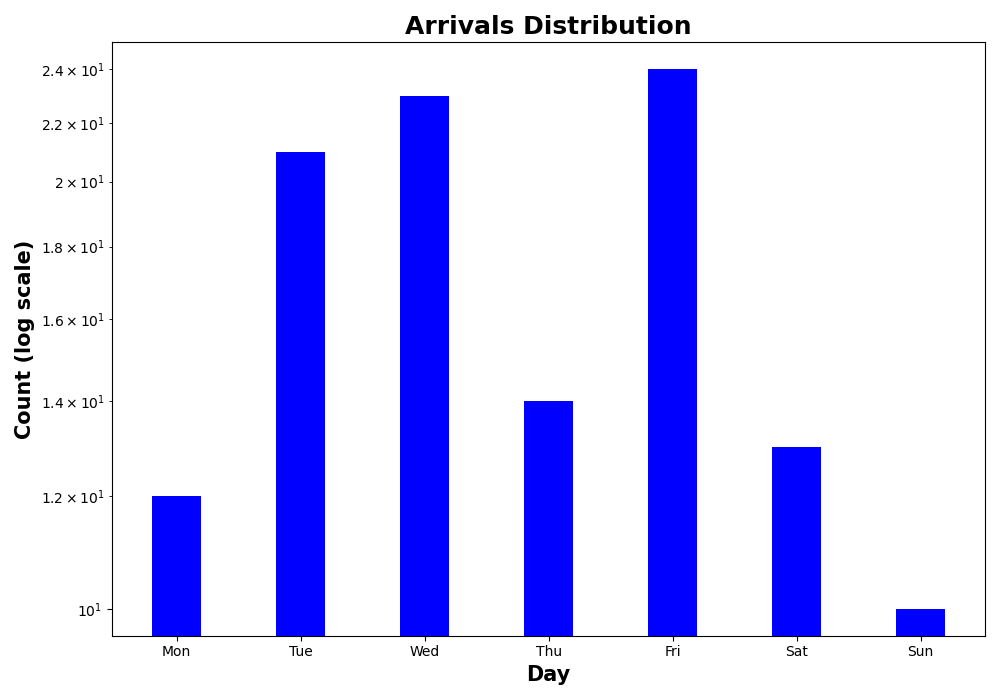 Arrivals Distribution
Count (log scale)
2.4 × 10¹
2.2 × 10¹
2 × 10¹
1.8 × 10¹
1.6 × 10¹
1.4 × 10¹
1.2 × 10¹
10¹
Mon Tue Wed Thu Fri Sat Sun
Day